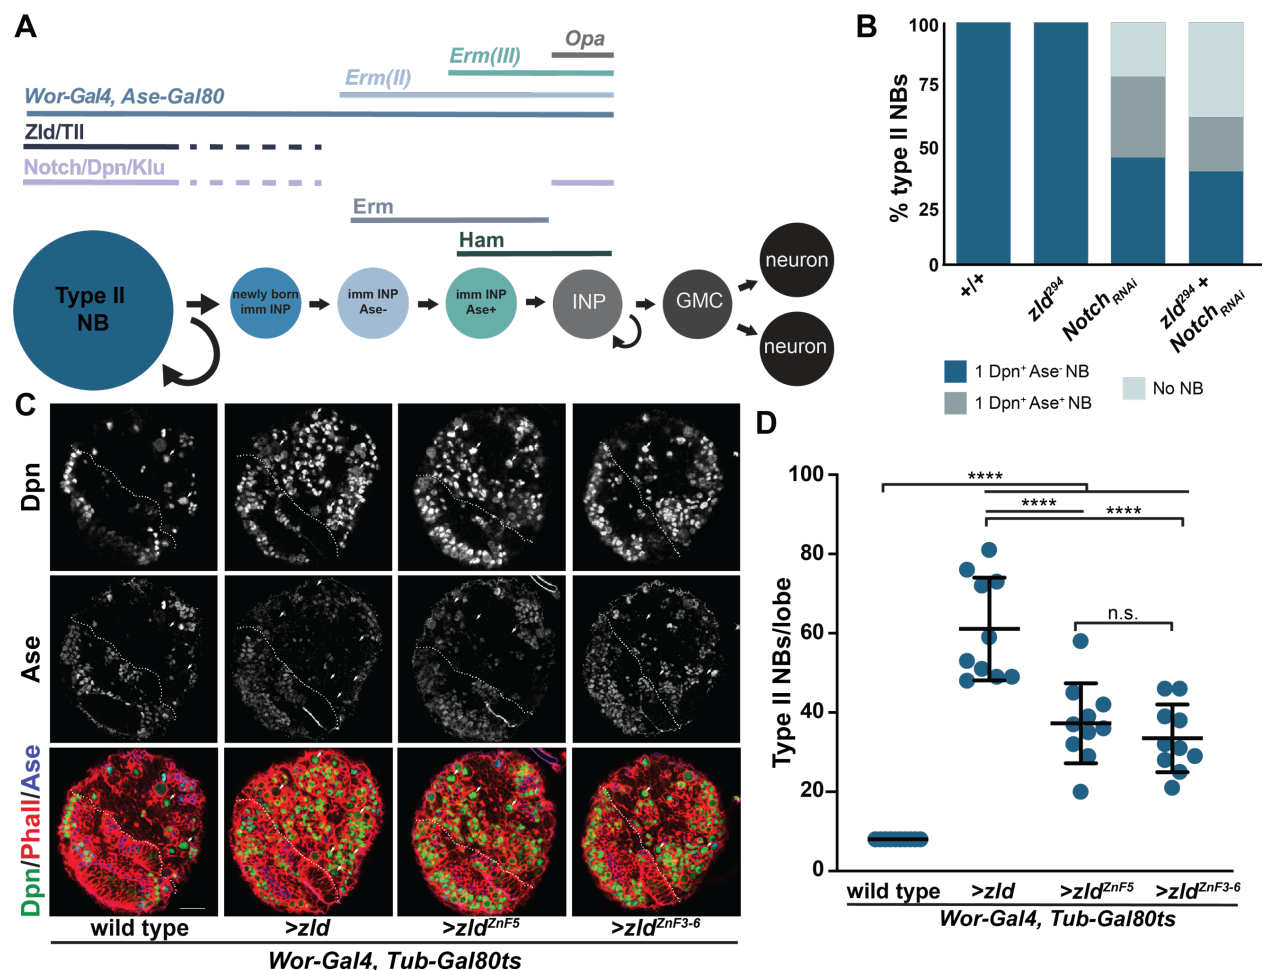 A
Opa
Erm(III)
Erm(II)
Wor-Gal4, Ase-Gal80
Zld/Tll
Notch/Dpn/Klu
Erm
Ham
Type II
NB
newly born
imm INP
imm INP
Ase-
imm INP
Ase+
INP
GMC
neuron
neuron
B
% type II NBs
100
75
50
25
0
+/+
zld294
Notch RNAi
zld294 +
Notch RNAi
1 Dpn+ Ase- NB
1 Dpn+ Ase+ NB
No NB
C
Dpn
Ase
Dpn/Phall/Ase
wild type
>zld
>zldZnF5
>zldZnF3-6
Wor-Gal4, Tub-Gal80ts
D
Type II NBs/lobe
100
80
60
40
20
0
****
****
****
n.s.
wild type
>zld
>zldZnF5
>zldZnF3-6
Wor-Gal4, Tub-Gal80ts